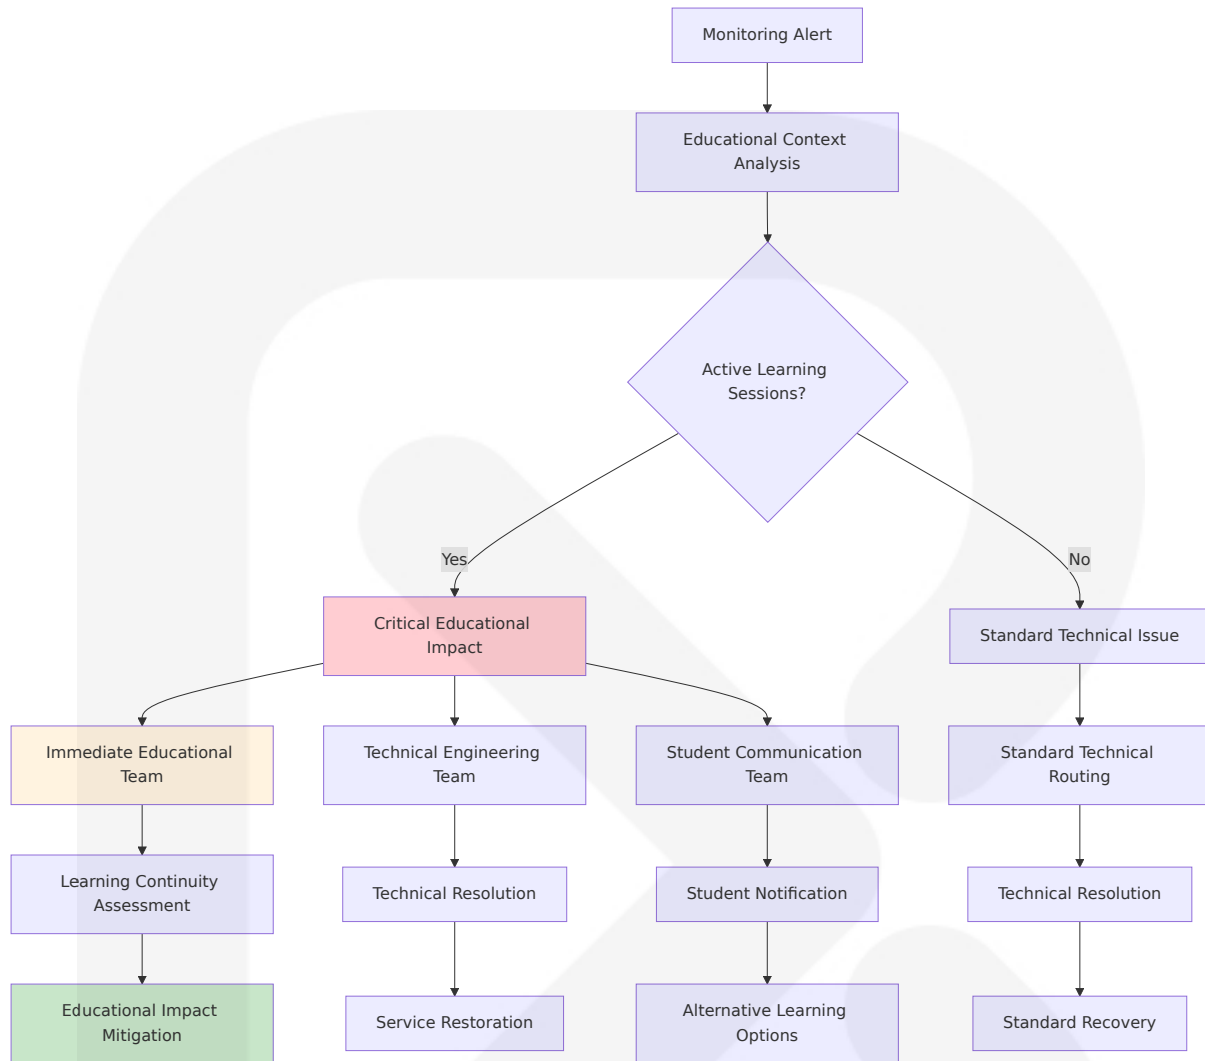 Monitoring Alert
Educational Context
Analysis
Active Learning
Sessions?
Yes
No
Critical Educational
Impact
Standard Technical Issue
Immediate Educational
Team
Technical Engineering
Team
Student Communication
Team
Standard Technical
Routing
Learning Continuity
Assessment
Technical Resolution
Student Notification
Technical Resolution
Educational Impact
Mitigation
Service Restoration
Alternative Learning
Options
Standard Recovery